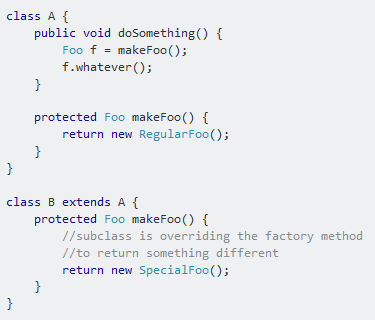 class A {
    public void doSomething() {
        Foo f = makeFoo();
        f.whatever();
    }

    protected Foo makeFoo() {
        return new RegularFoo();
    }
}

class B extends A {
    protected Foo makeFoo() {
        //subclass is overriding the factory method
        //to return something different
        return new SpecialFoo();
    }
}